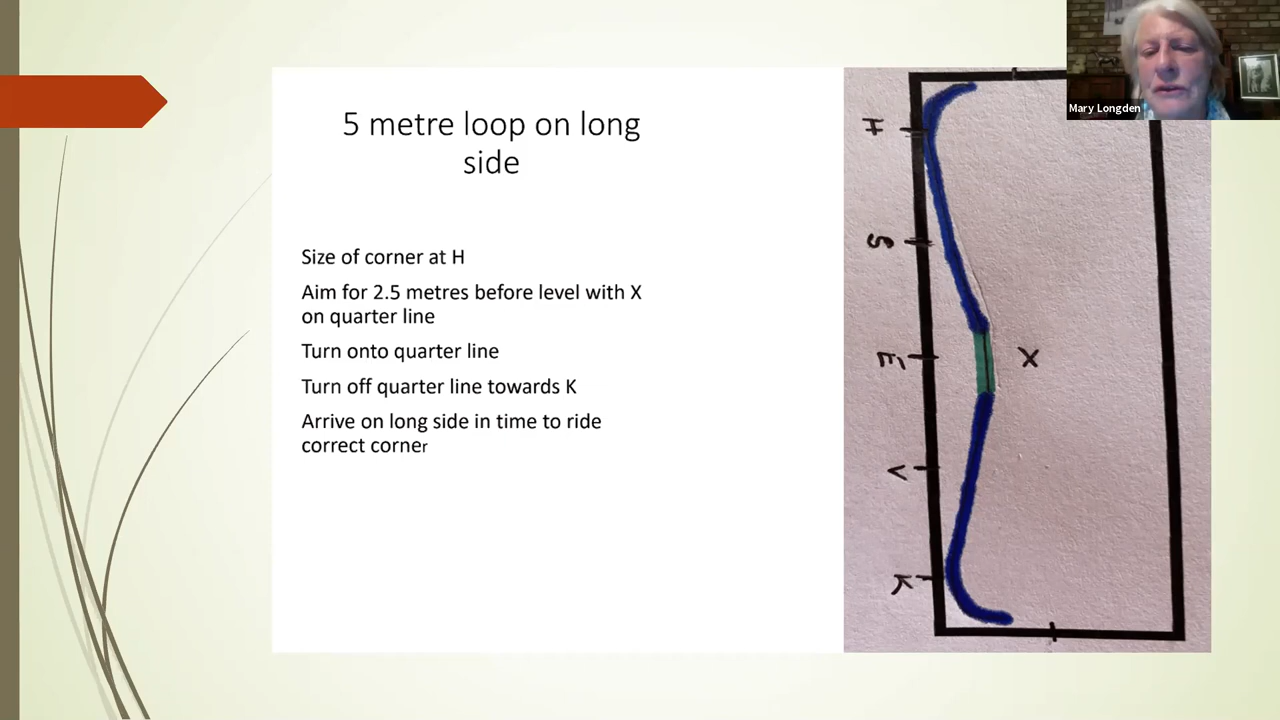 5 metre loop on long
side
Size of corner at H
Aim for 2.5 metres before level with X
on quarter line
Turn onto quarter line
Turn off quarter line towards K
Arrive on long side in time to ride
correct corner
H
S
E
X
V
K
Mary Longden